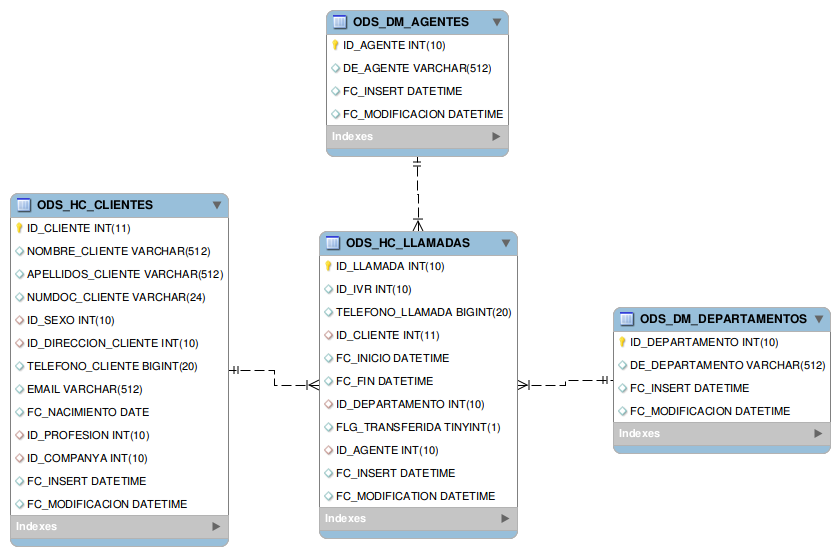 ODS_DM_AGENTES
ID_AGENTE INT(10)
DE_AGENTE VARCHAR(512)
FC_INSERT DATETIME
FC_MODIFICACION DATETIME
Indexes
ODS_HC_CLIENTES
ID_CLIENTE INT(11)
NOMBRE_CLIENTE VARCHAR(512)
APELLIDOS_CLIENTE VARCHAR(512)
NUMDOC_CLIENTE VARCHAR(24)
ID_SEXO INT(10)
ID_DIRECCION_CLIENTE INT(10)
TELEFONO_CLIENTE BIGINT(20)
EMAIL VARCHAR(512)
FC_NACIMIENTO DATE
ID_PROFESION INT(10)
ID_COMPANYA INT(10)
FC_INSERT DATETIME
FC_MODIFICACION DATETIME
Indexes
ODS_HC_LLAMADAS
ID_LLAMADA INT(10)
ID_IVR INT(10)
TELEFONO_LLAMADA BIGINT(20)
ID_CLIENTE INT(11)
FC_INICIO DATETIME
FC_FIN DATETIME
ID_DEPARTAMENTO INT(10)
FLG_TRANSFERIDA TINYINT(1)
ID_AGENTE INT(10)
FC_INSERT DATETIME
FC_MODIFICATION DATETIME
Indexes
ODS_DM_DEPARTAMENTOS
ID_DEPARTAMENTO INT(10)
DE_DEPARTAMENTO VARCHAR(512)
FC_INSERT DATETIME
FC_MODIFICACION DATETIME
Indexes